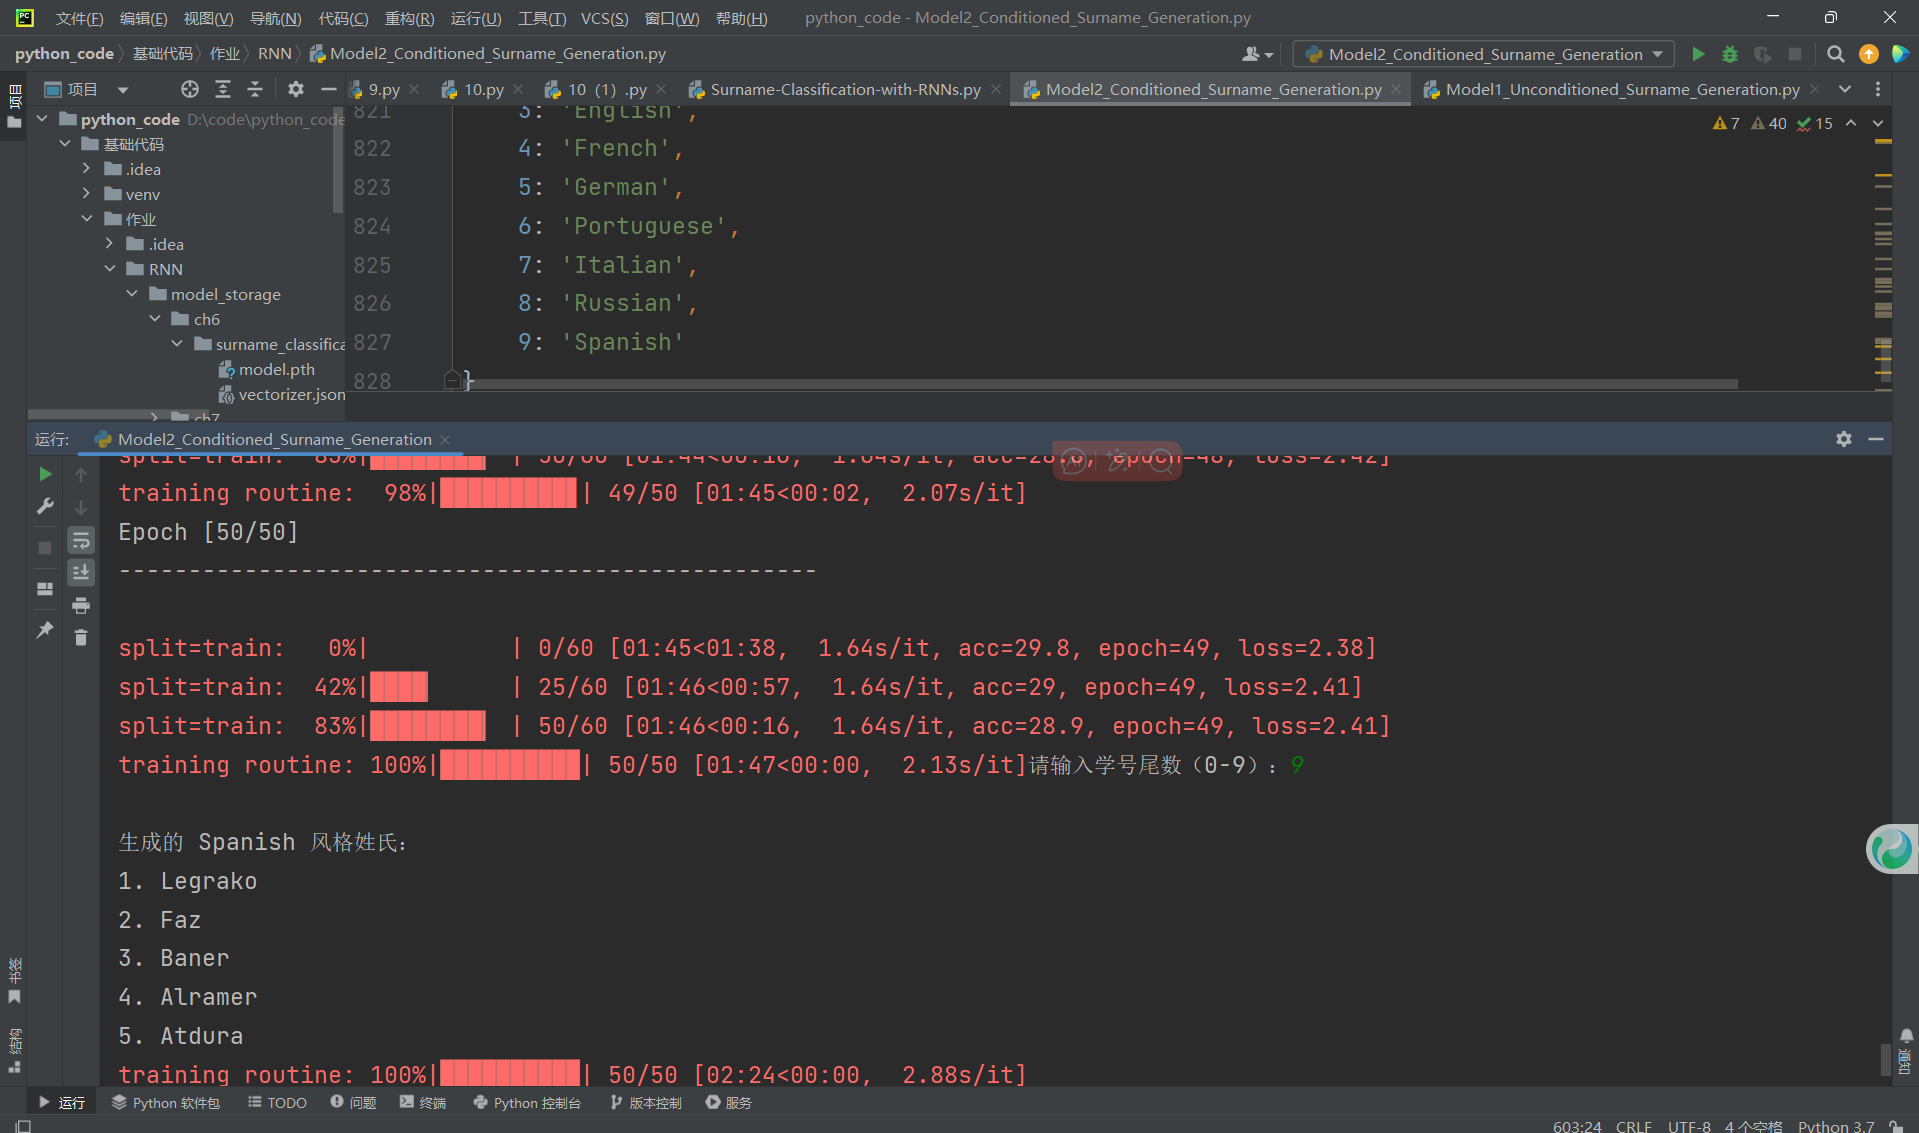 文件(F) 编辑(E) 视图(V) 导航(N) 代码(C) 重构(R) 运行(U) 工具(T) VCS(S) 窗口(W) 帮助(H) python_code - Model2_Conditioned_Surname_Generation.py
python_code 基础代码 作业 RNN Model2_Conditioned_Surname_Generation.py Model2_Conditioned_Surname_Generation
项目 9.py 10.py 10（1）.py Surname-Classification-with-RNNs.py Model2_Conditioned_Surname_Generation.py Model1_Unconditioned_Surname_Generation.py
项目
python_code D:\code\python_code
基础代码
.idea
venv
作业
.idea
RNN
model_storage
ch6
surname_classifica
model.pth
vectorizer.json
ch7
7 40 15
821 3: 'English',
822 4: 'French',
823 5: 'German',
824 6: 'Portuguese',
825 7: 'Italian',
826 8: 'Russian',
827 9: 'Spanish'
828 }
运行: Model2_Conditioned_Surname_Generation
split=train: 83%| | 50/60 [01:44<00:16, 1.64s/it, acc=28.8, epoch=48, loss=2.42]
training routine: 98%| | 49/50 [01:45<00:02, 2.07s/it]
Epoch [50/50]
--------------------------------------------------
split=train: 0%| | 0/60 [01:45<01:38, 1.64s/it, acc=29.8, epoch=49, loss=2.38]
split=train: 42%| | 25/60 [01:46<00:57, 1.64s/it, acc=29, epoch=49, loss=2.41]
split=train: 83%| | 50/60 [01:46<00:16, 1.64s/it, acc=28.9, epoch=49, loss=2.41]
training routine: 100%| | 50/50 [01:47<00:00, 2.13s/it]请输入学号尾数（0-9）：9
生成的 Spanish 风格姓氏：
1. Legrako
2. Faz
3. Baner
4. Alramer
5. Atdura
training routine: 100%| | 50/50 [02:24<00:00, 2.88s/it]
书签
结构
通知
运行 Python 软件包 TODO 问题 终端 Python 控制台 版本控制 服务
603:24 CRLF UTF-8 4 个空格 Python 3.7